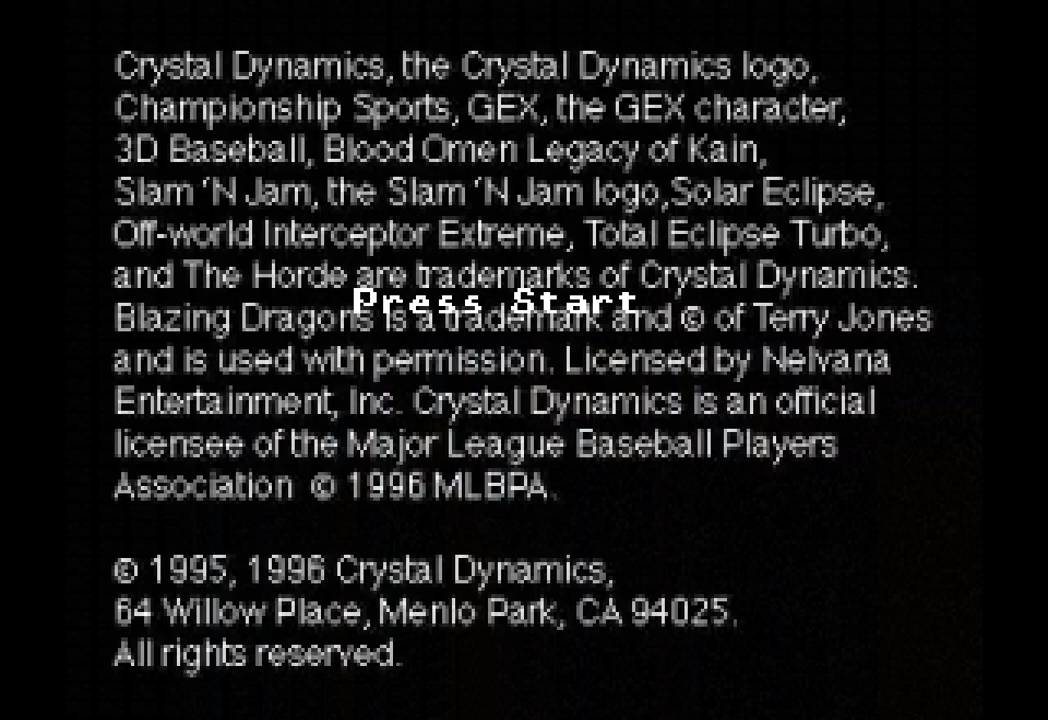 Crystal Dynamics, the Crystal Dynamics logo,
Championship Sports, GEX, the GEX character,
3D Baseball, Blood Omen Legacy of Kain,
Slam ‘N Jam, the Slam ‘N Jam logo,Solar Eclipse,
Off-world Interceptor Extreme, Total Eclipse Turbo,
and The Horde are trademarks of Crystal Dynamics.
Press Start
Blazing Dragons is a trademark and © of Terry Jones
and is used with permission. Licensed by Nelvana
Entertainment, Inc. Crystal Dynamics is an official
licensee of the Major League Baseball Players
Association © 1996 MLBPA.
© 1995, 1996 Crystal Dynamics,
64 Willow Place, Menlo Park, CA 94025.
All rights reserved.